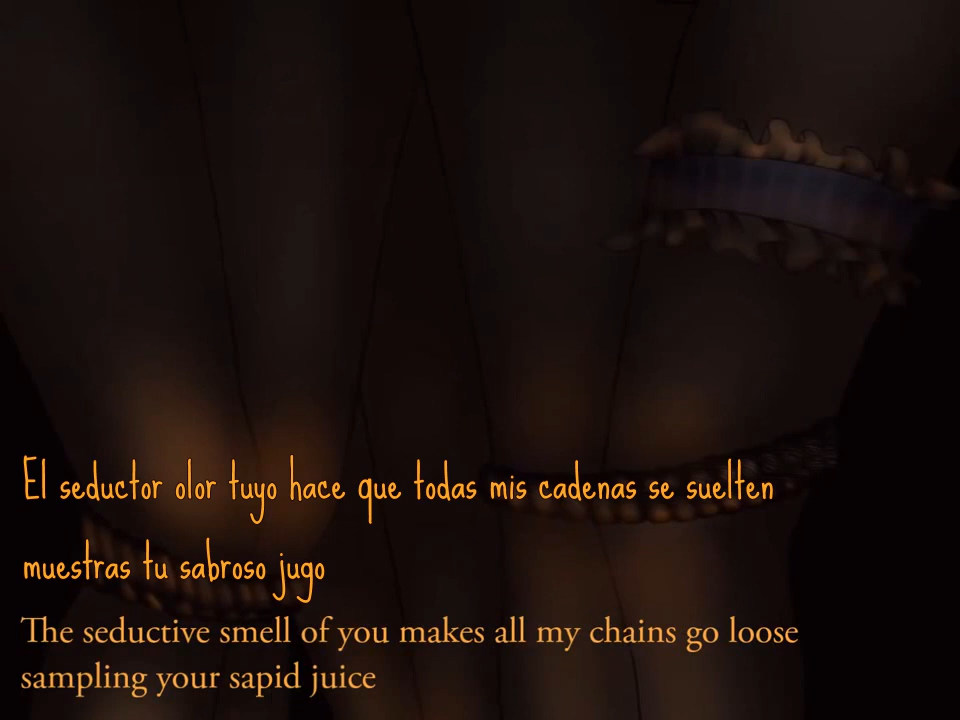 El seductor olor tuyo hace que todas mis cadenas se suelten
muestras tu sabroso jugo
The seductive smell of you makes all my chains go loose
sampling your sapid juice